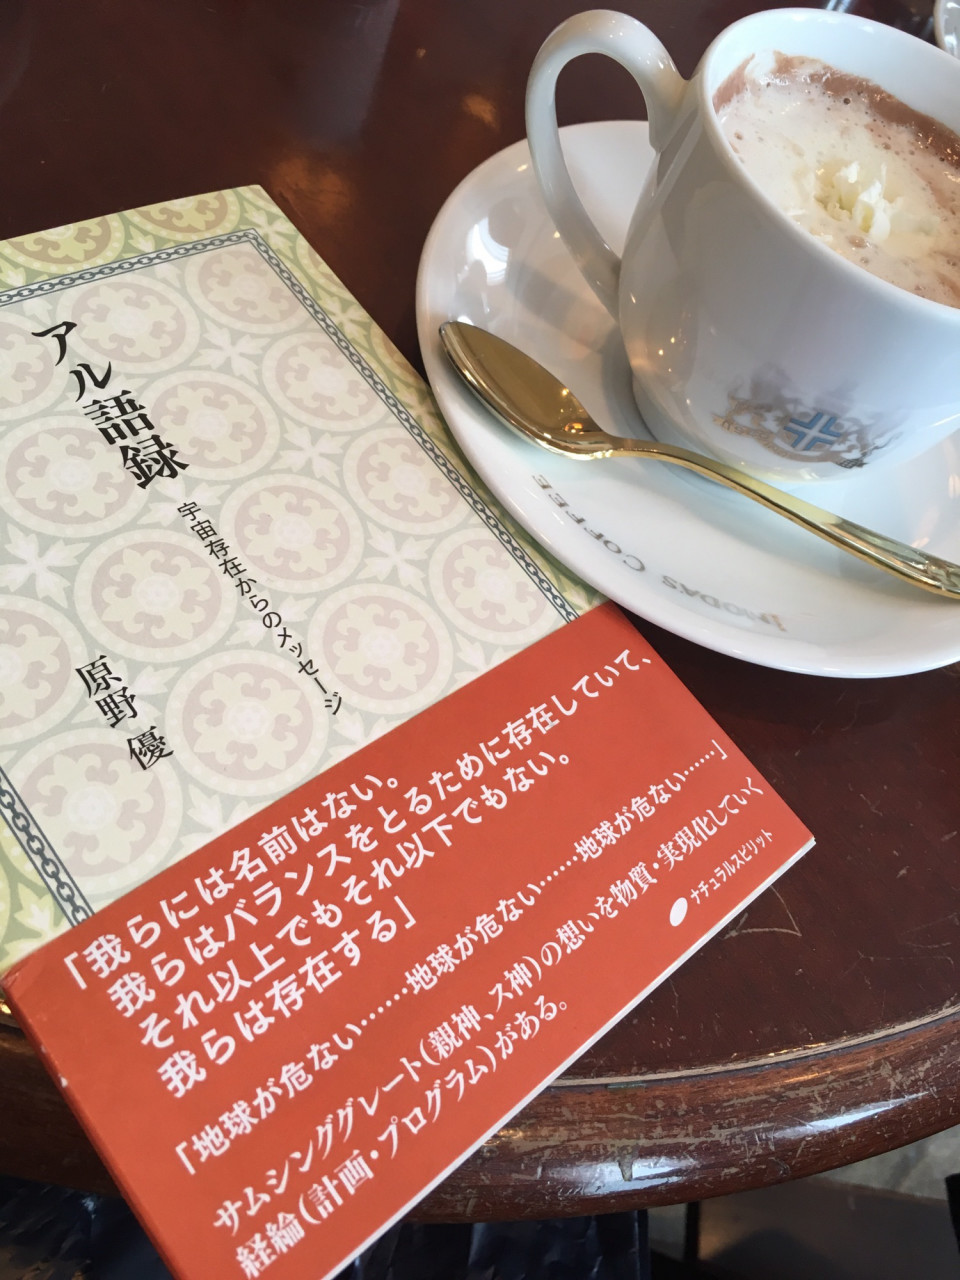 アル語録
宇宙存在からのメッセージ
原野 優
「我らには名前はない。
我らはバランスをとるために存在していて、
それ以上でもそれ以下でもない。
我らは存在する」
「地球が危ない……地球が危ない……地球が危ない……」
サムシンググレート(親神、ス神)の想いを物質・実現化していく
経綸(計画・プログラム)がある。
ナチュラルスピリット
INODA'S COFFEE